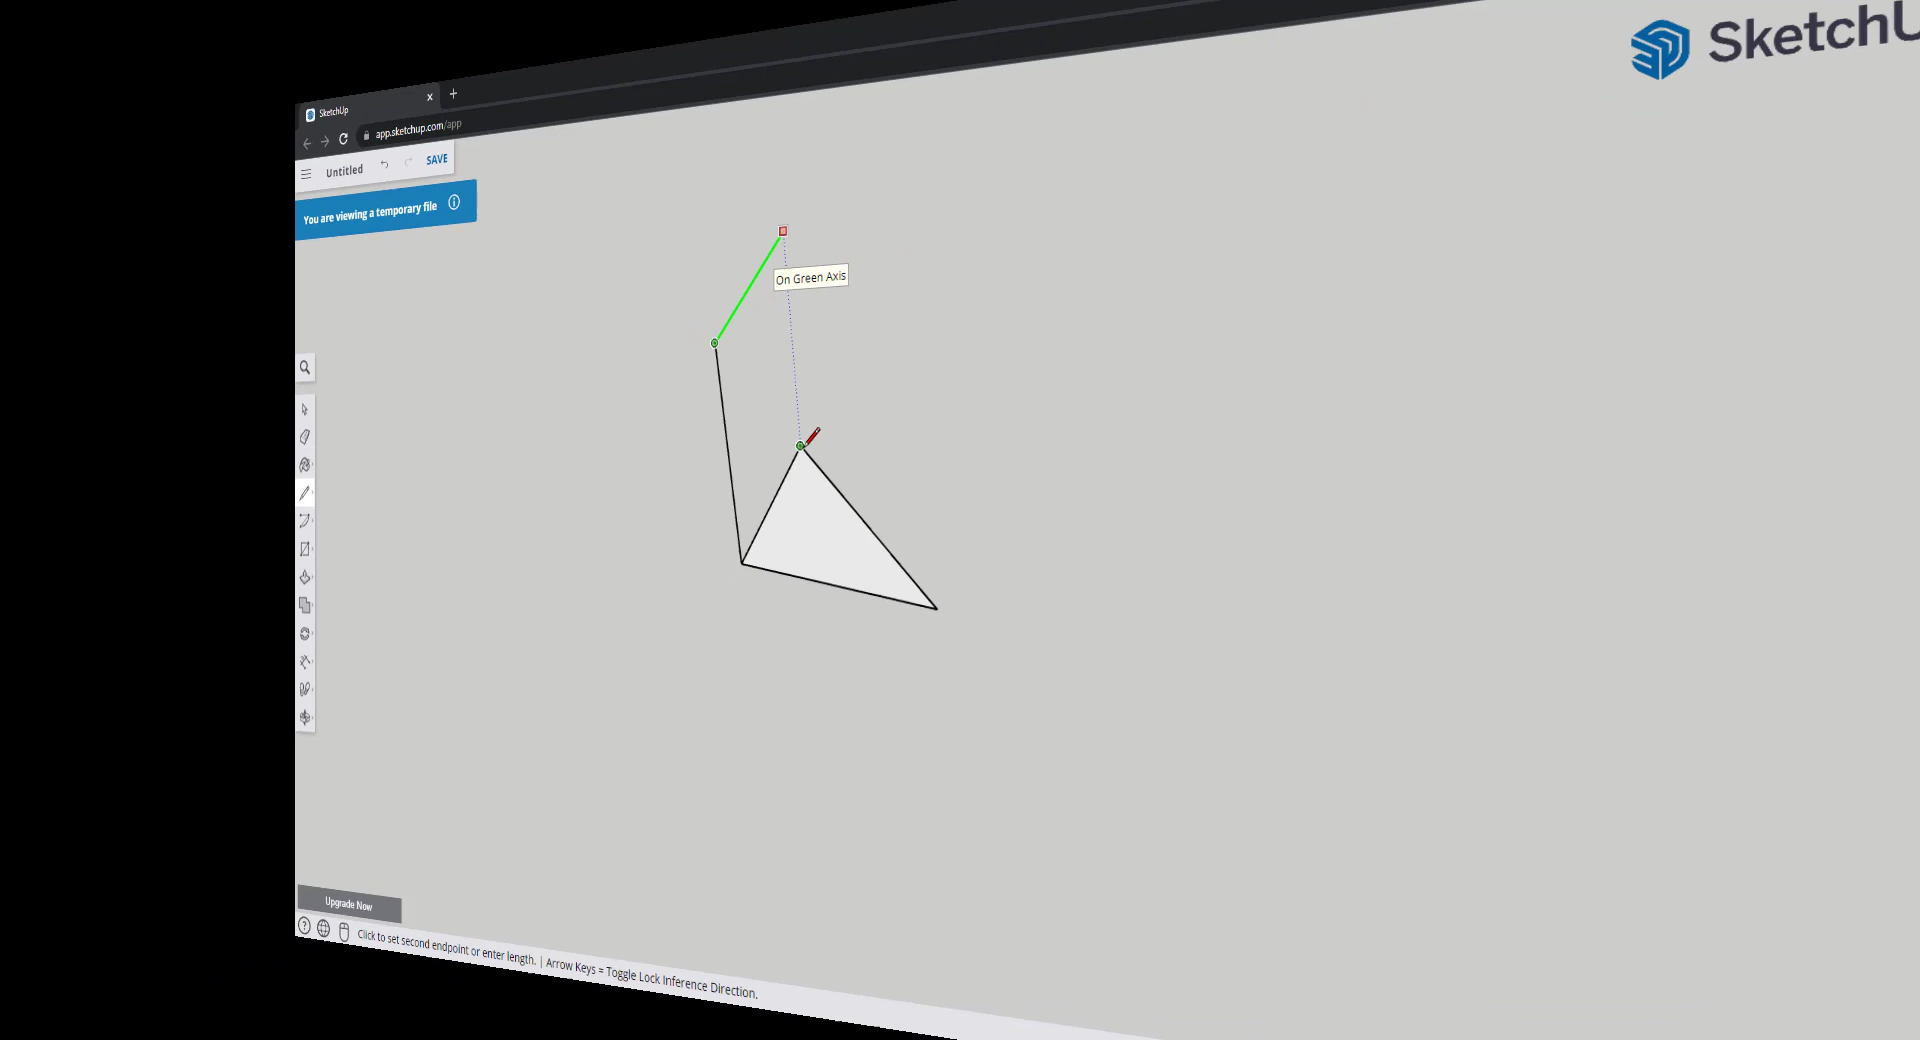 SketchU
SketchUp
app.sketchup.com/app
Untitled
SAVE
You are viewing a temporary file
On Green Axis
Upgrade Now
Click to set second endpoint or enter length. | Arrow Keys = Toggle Lock Inference Direction.